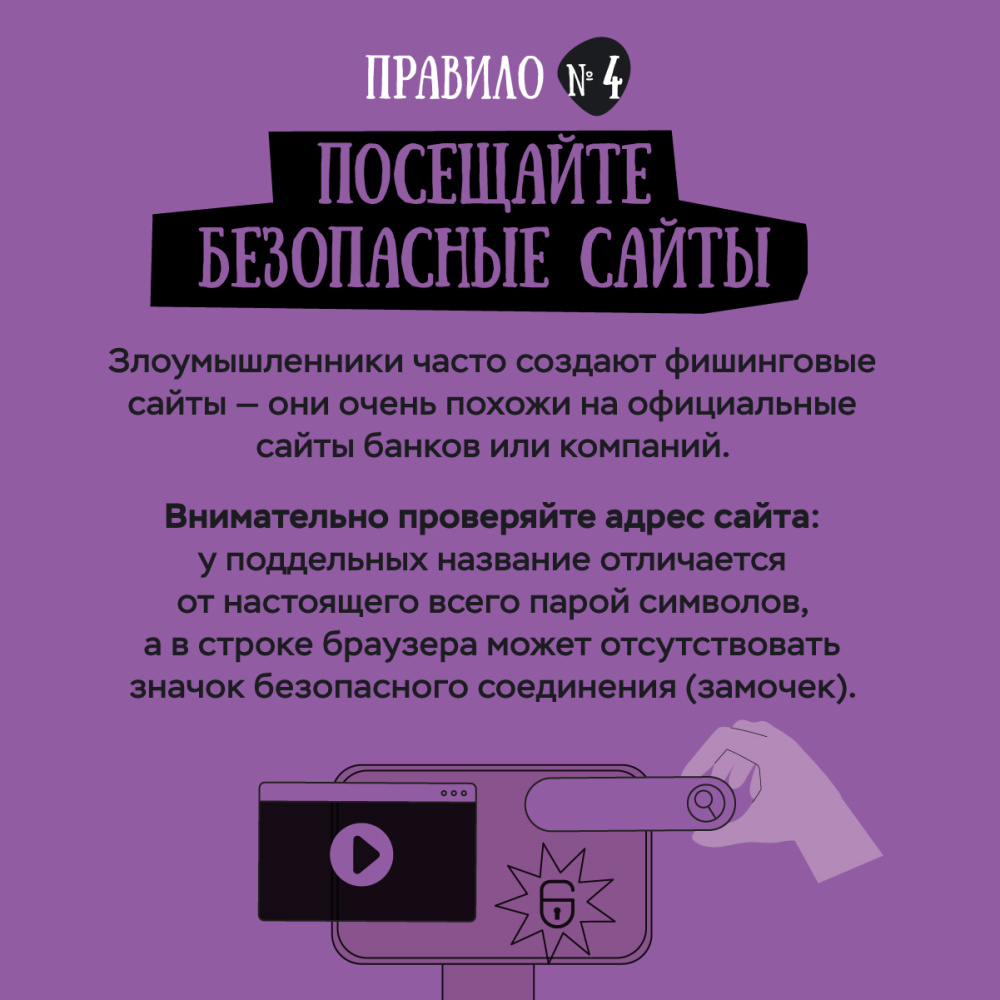 ПРАВИЛО № 4
ПОСЕЩАЙТЕ
БЕЗОПАСНЫЕ САЙТЫ
Злоумышленники часто создают фишинговые
сайты — они очень похожи на официальные
сайты банков или компаний.
Внимательно проверяйте адрес сайта:
у поддельных название отличается
от настоящего всего парой символов,
а в строке браузера может отсутствовать
значок безопасного соединения (замочек).